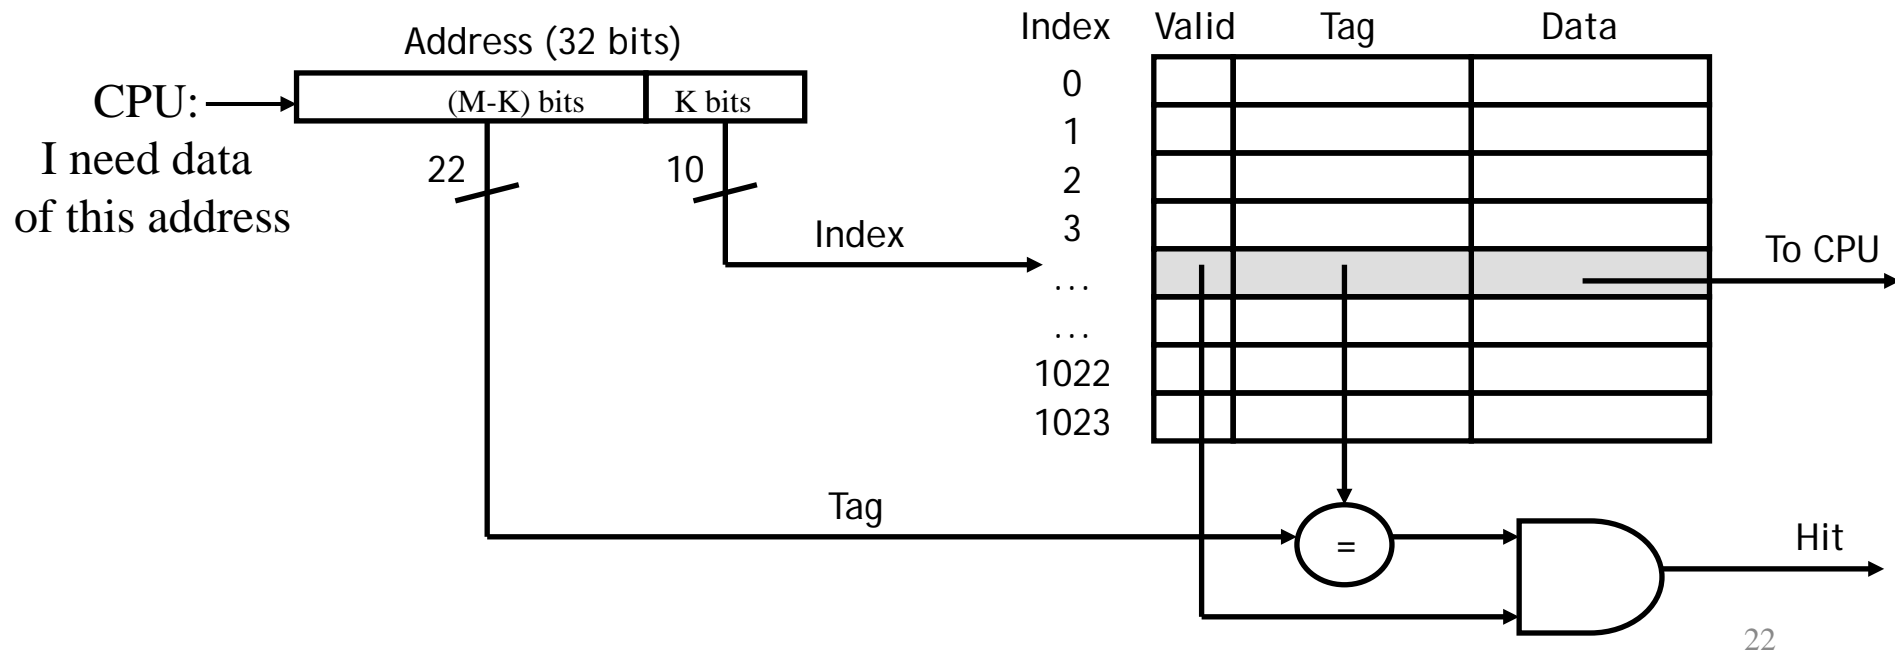 Address (32 bits)
CPU:
I need data
of this address
(M-K) bits
K bits
22
10
Index
Tag
Index Valid Tag Data
0
1
2
3
...
...
1022
1023
To CPU
=
Hit
22